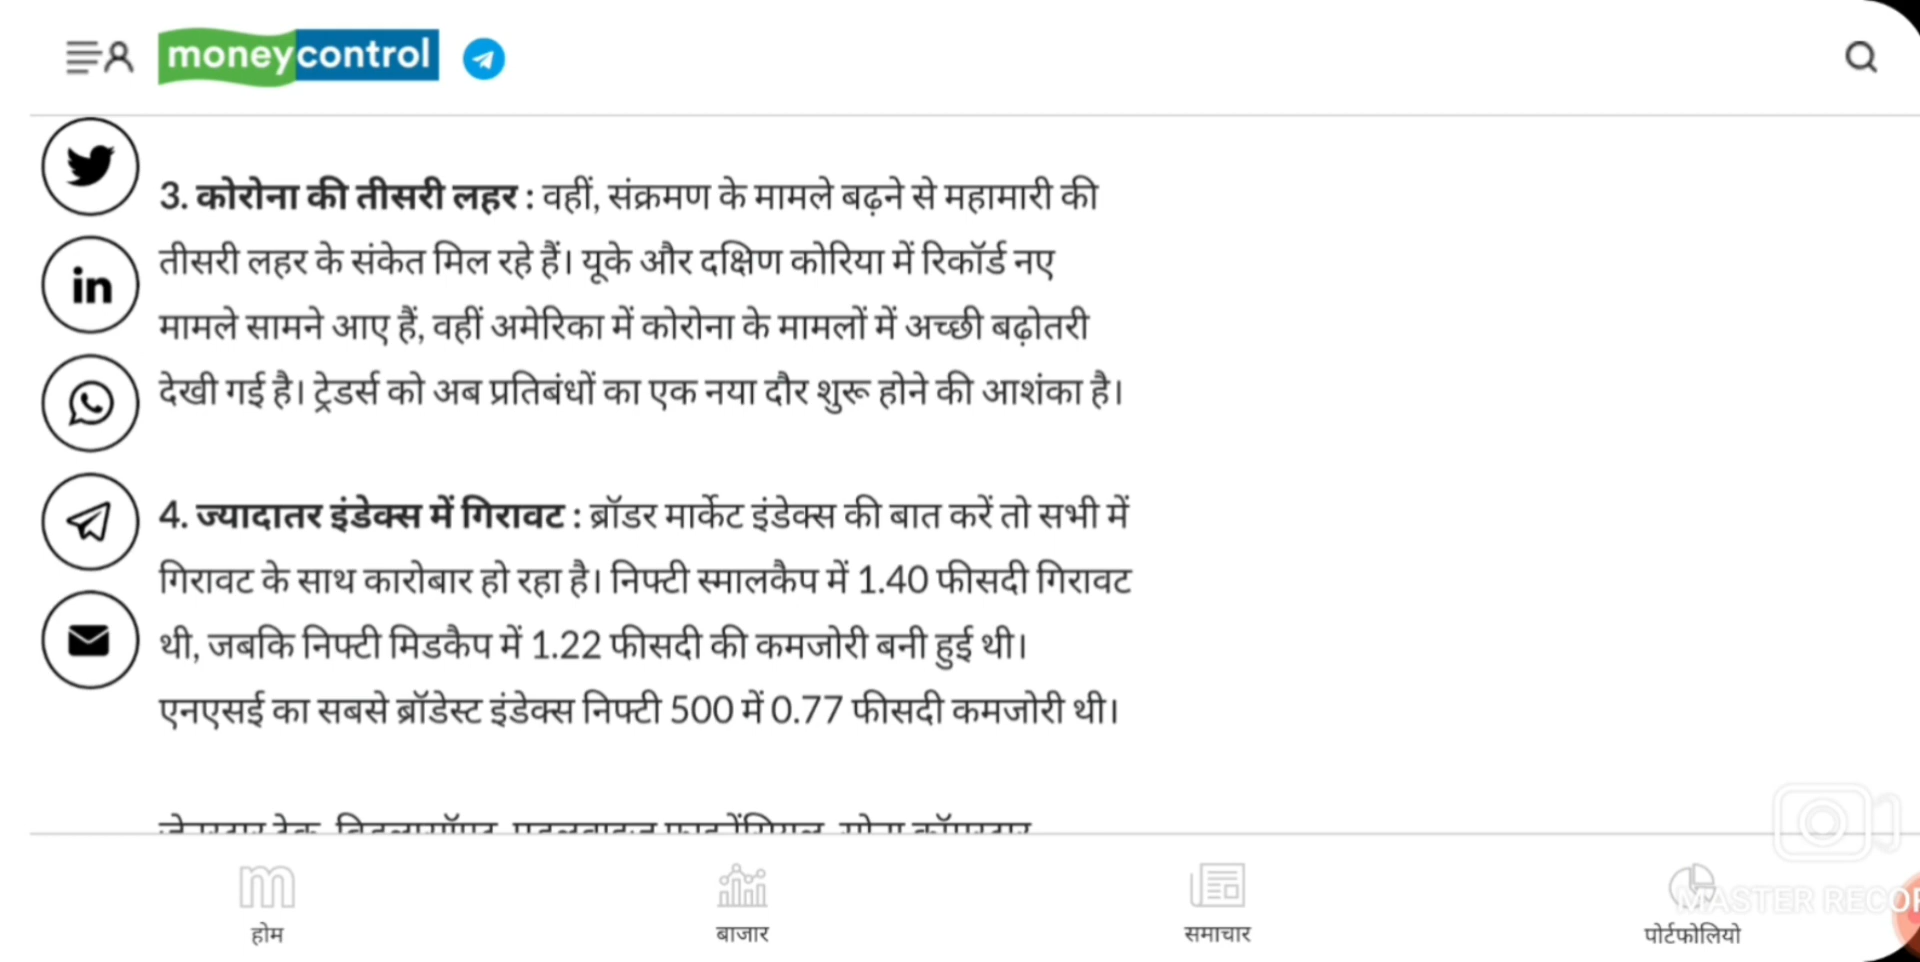 moneycontrol
3. कोरोना की तीसरी लहर : वहीं, संक्रमण के मामले बढ़ने से महामारी की
तीसरी लहर के संकेत मिल रहे हैं। यूके और दक्षिण कोरिया में रिकॉर्ड नए
मामले सामने आए हैं, वहीं अमेरिका में कोरोना के मामलों में अच्छी बढ़ोतरी
देखी गई है। ट्रेडर्स को अब प्रतिबंधों का एक नया दौर शुरू होने की आशंका है।
4. ज्यादातर इंडेक्स में गिरावट : ब्रॉडर मार्केट इंडेक्स की बात करें तो सभी में
गिरावट के साथ कारोबार हो रहा है। निफ्टी स्मालकैप में 1.40 फीसदी गिरावट
थी, जबकि निफ्टी मिडकैप में 1.22 फीसदी की कमजोरी बनी हुई थी।
एनएसई का सबसे ब्रॉडेस्ट इंडेक्स निफ्टी 500 में 0.77 फीसदी कमजोरी थी।
MASTER RECOR
होम
बाजार
समाचार
पोर्टफोलियो